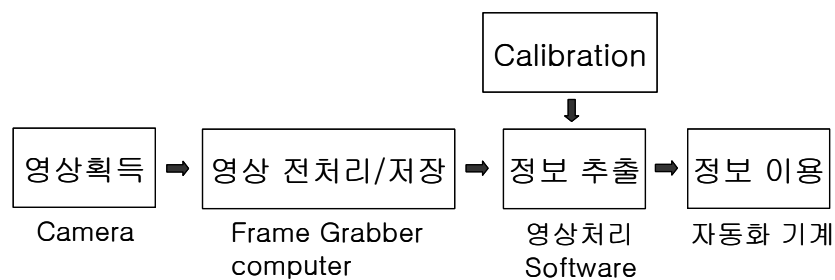 Calibration
영상획득
영상 전처리/저장
정보 추출
정보 이용
Camera
Frame Grabber
computer
영상처리
Software
자동화 기계